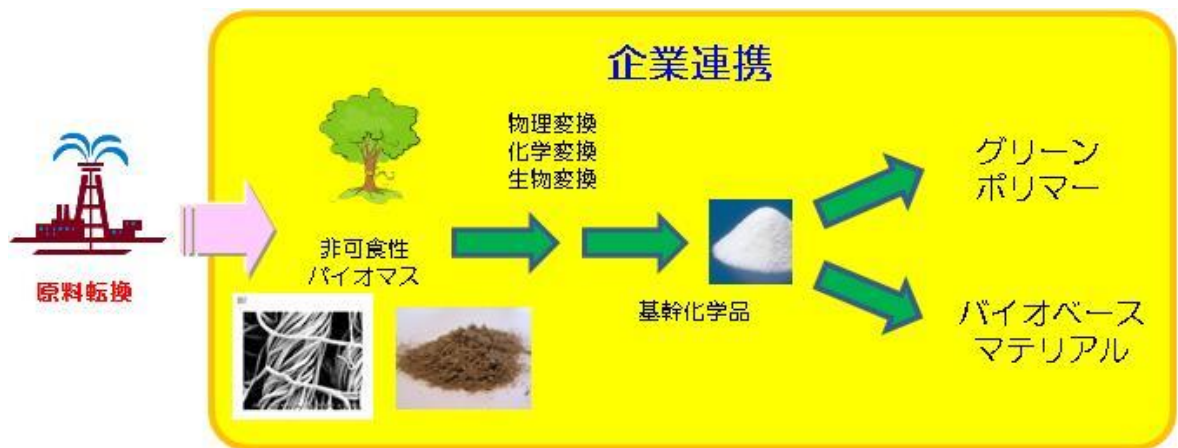 企業連携
物理変換
化学変換
生物変換
グリーン
ポリマー
非可食性
バイオマス
原料転換
基幹化学品
バイオベース
マテリアル